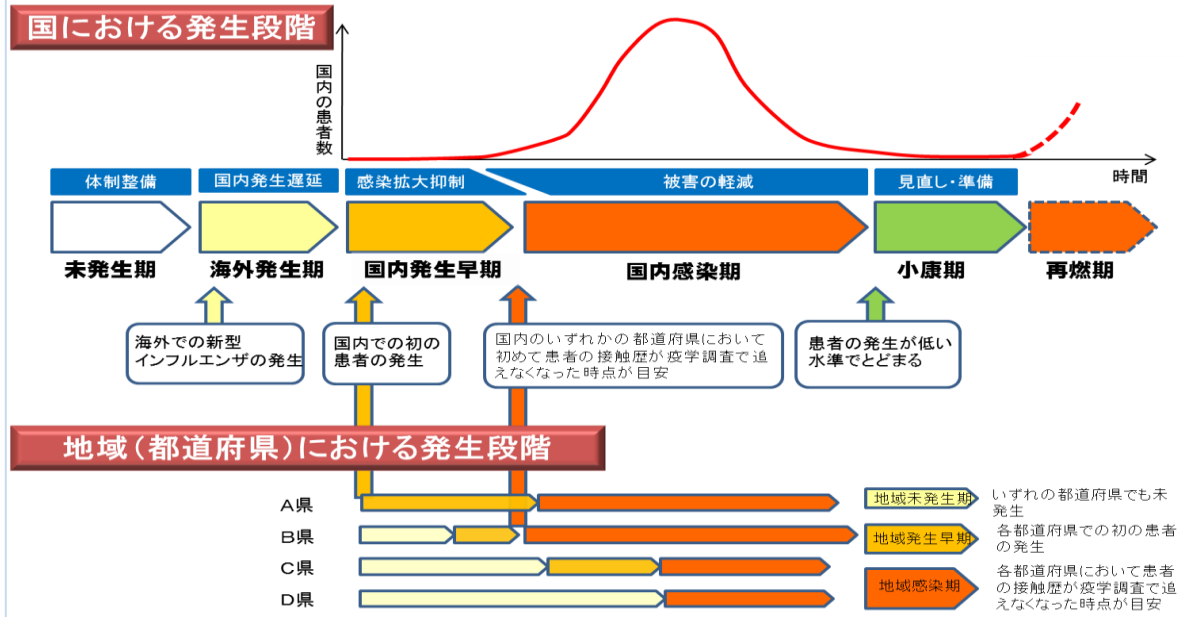 国における発生段階
国内の患者数
時間
体制整備
国内発生遅延
感染拡大抑制
被害の軽減
見直し・準備
未発生期
海外発生期
国内発生早期
国内感染期
小康期
再燃期
海外での新型
インフルエンザの発生
国内での初の
患者の発生
国内のいずれかの都道府県において
初めて患者の接触歴が疫学調査で追
えなくなった時点が目安
患者の発生が低い
水準でとどまる
地域(都道府県)における発生段階
A県
B県
C県
D県
地域未発生期
いずれの都道府県でも未
発生
地域発生早期
各都道府県での初の患者
の発生
地域感染期
各都道府県において患者
の接触歴が疫学調査で追
えなくなった時点が目安